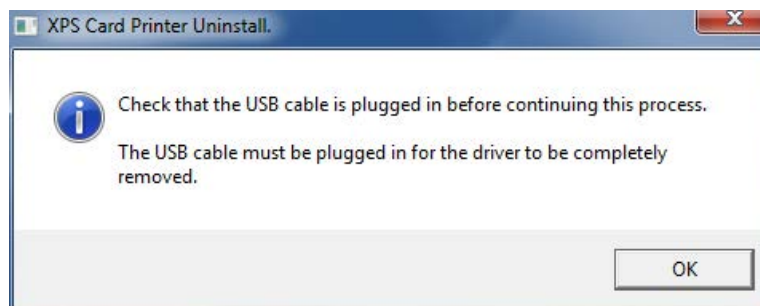 XPS Card Printer Uninstall.
Check that the USB cable is plugged in before continuing this process.
The USB cable must be plugged in for the driver to be completely
removed.
OK